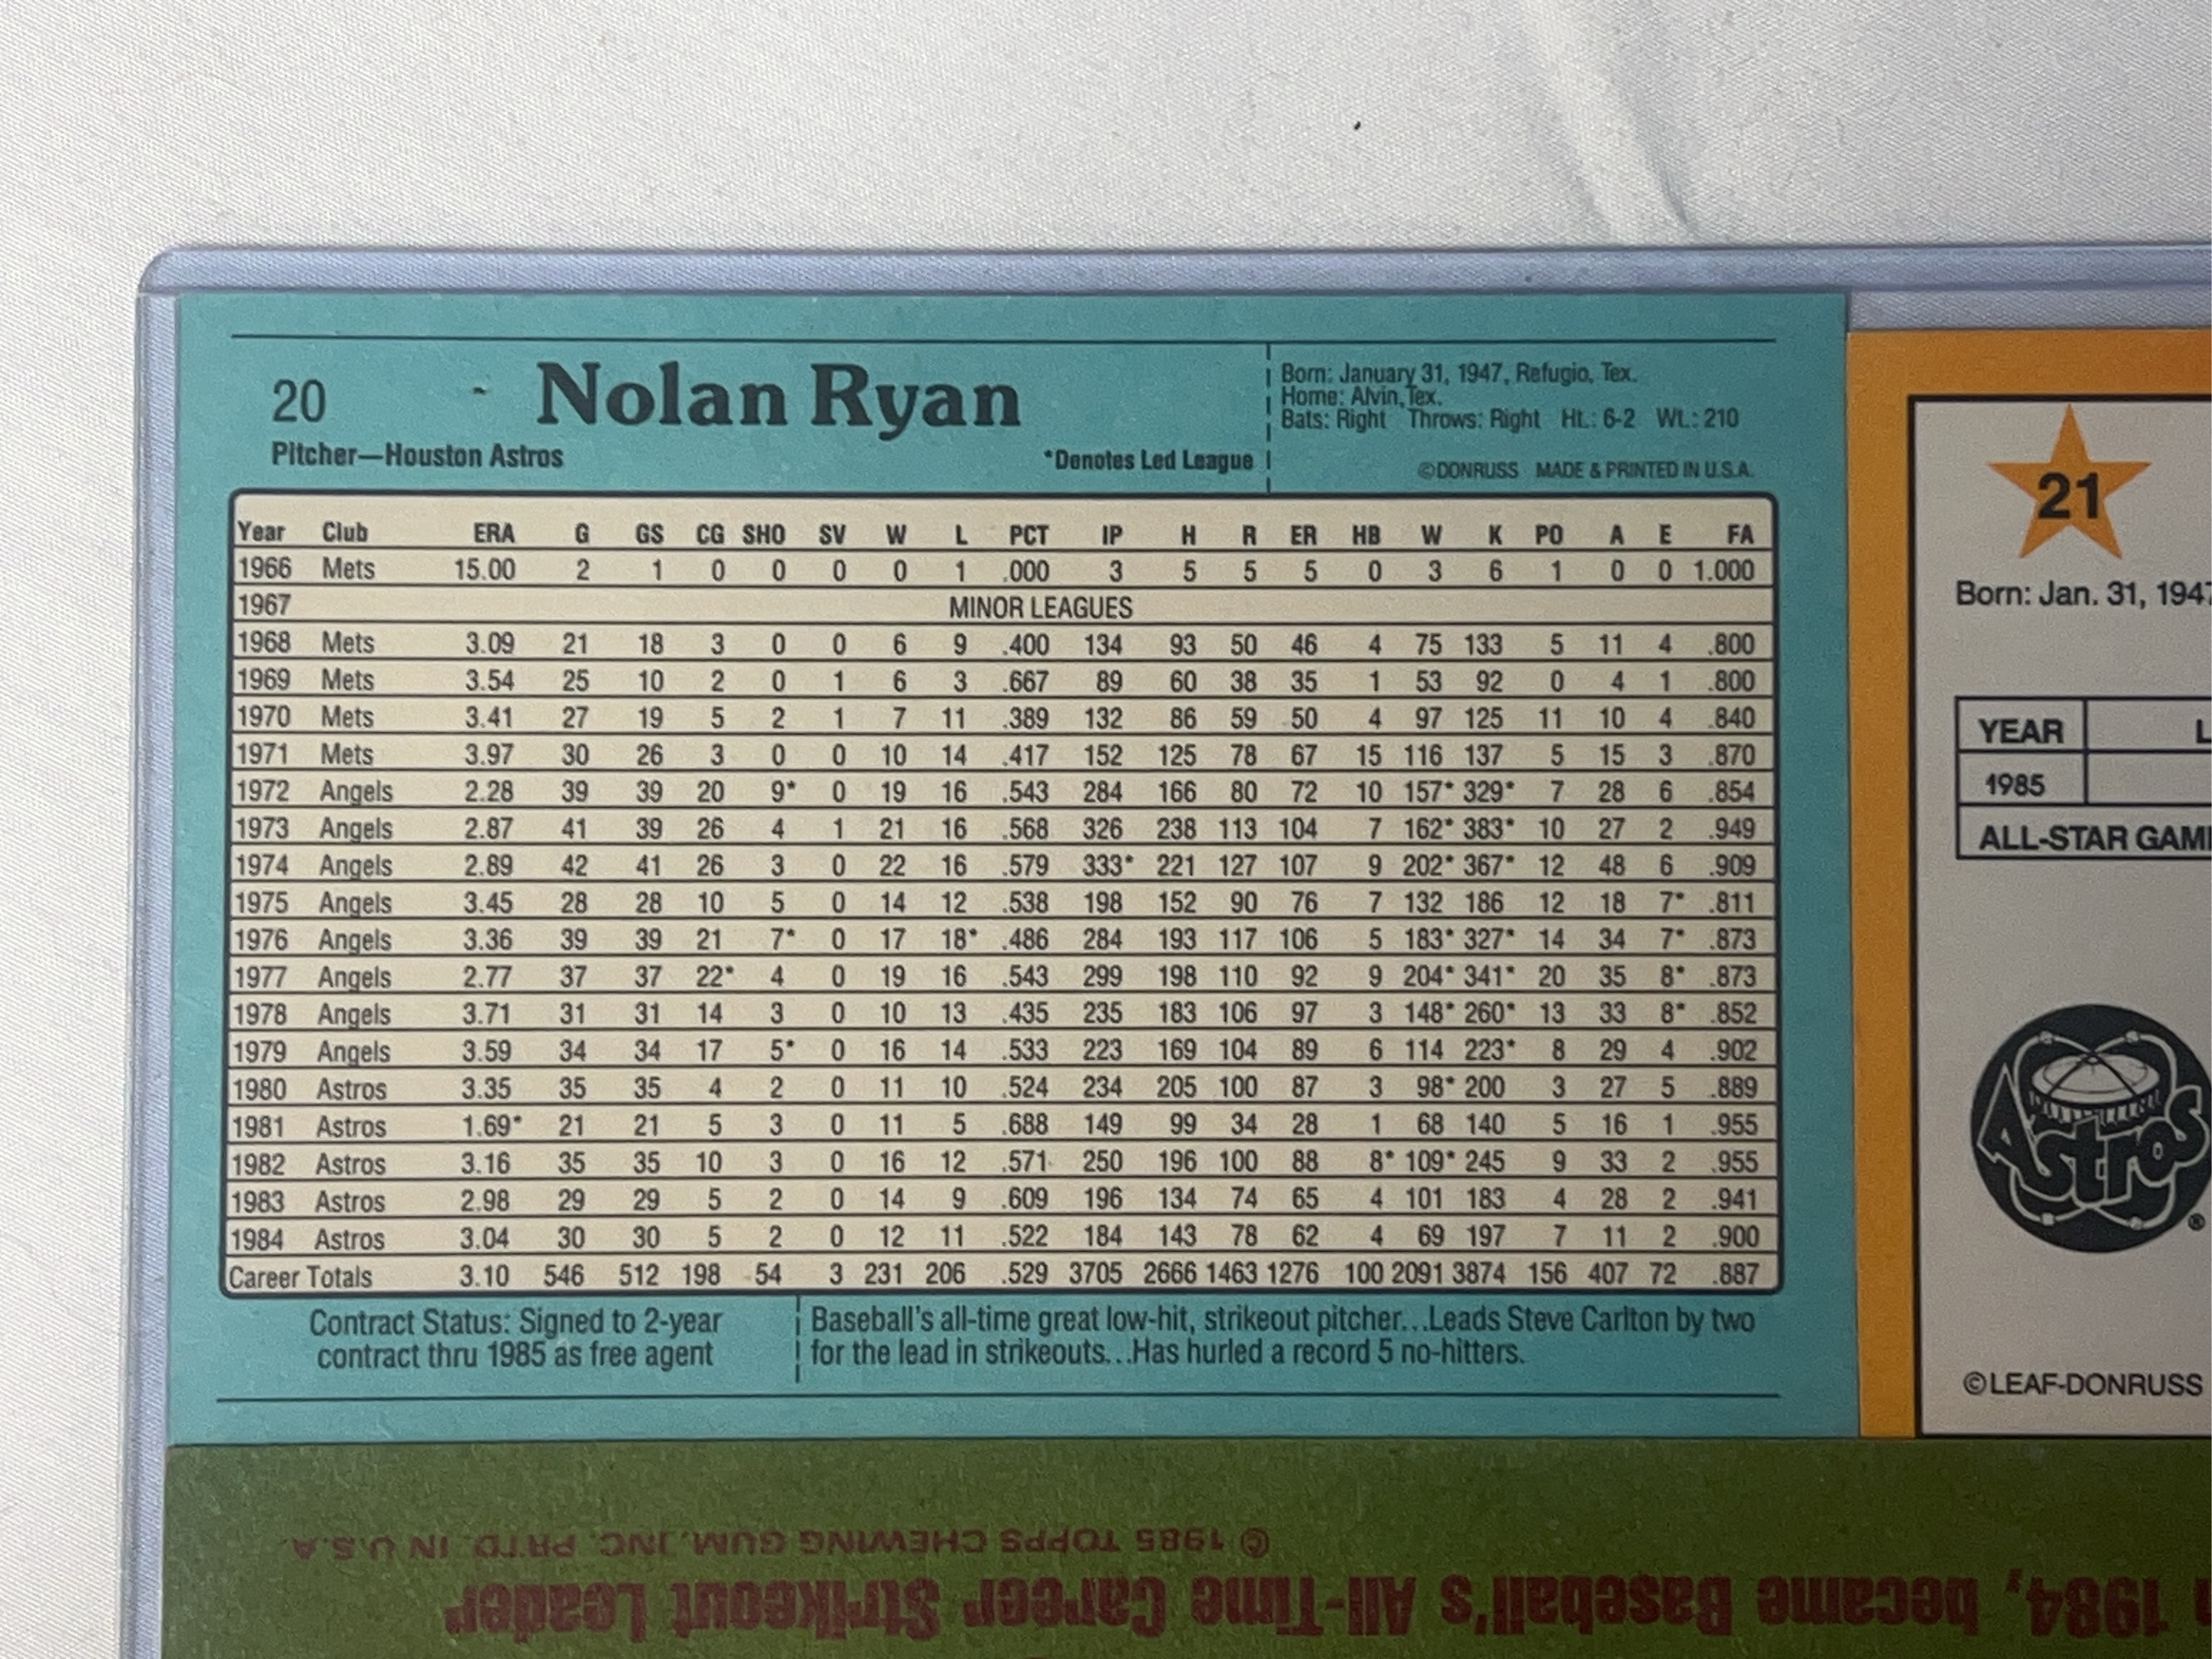 20 Nolan Ryan
Pitcher—Houston Astros *Denotes Led League
Born: January 31, 1947, Refugio, Tex.
Home: Alvin, Tex.
Bats: Right Throws: Right Ht.: 6-2 Wt.: 210
©DONRUSS MADE & PRINTED IN U.S.A.
Year Club ERA G GS CG SHO SV W L PCT IP H R ER HB W K PO A E FA
1966 Mets 15.00 2 1 0 0 0 0 1 .000 3 5 5 5 0 3 6 1 0 0 1.000
1967 MINOR LEAGUES
1968 Mets 3.09 21 18 3 0 0 6 9 .400 134 93 50 46 4 75 133 5 11 4 .800
1969 Mets 3.54 25 10 2 0 1 6 3 .667 89 60 38 35 1 53 92 0 4 1 .800
1970 Mets 3.41 27 19 5 2 1 7 11 .389 132 86 59 50 4 97 125 11 10 4 .840
1971 Mets 3.97 30 26 3 0 0 10 14 .417 152 125 78 67 15 116 137 5 15 3 .870
1972 Angels 2.28 39 39 20 9* 0 19 16 .543 284 166 80 72 10 157* 329* 7 28 6 .854
1973 Angels 2.87 41 39 26 4 1 21 16 .568 326 238 113 104 7 162* 383* 10 27 2 .949
1974 Angels 2.89 42 41 26 3 0 22 16 .579 333* 221 127 107 9 202* 367* 12 48 6 .909
1975 Angels 3.45 28 28 10 5 0 14 12 .538 198 152 90 76 7 132 186 12 18 7* .811
1976 Angels 3.36 39 39 21 7* 0 17 18* .486 284 193 117 106 5 183* 327* 14 34 7* .873
1977 Angels 2.77 37 37 22* 4 0 19 16 .543 299 198 110 92 9 204* 341* 20 35 8* .873
1978 Angels 3.71 31 31 14 3 0 10 13 .435 235 183 106 97 3 148* 260* 13 33 8* .852
1979 Angels 3.59 34 34 17 5* 0 16 14 .533 223 169 104 89 6 114 223* 8 29 4 .902
1980 Astros 3.35 35 35 4 2 0 11 10 .524 234 205 100 87 3 98* 200 3 27 5 .889
1981 Astros 1.69* 21 21 5 3 0 11 5 .688 149 99 34 28 1 68 140 5 16 1 .955
1982 Astros 3.16 35 35 10 3 0 16 12 .571 250 196 100 88 8* 109* 245 9 33 2 .955
1983 Astros 2.98 29 29 5 2 0 14 9 .609 196 134 74 65 4 101 183 4 28 2 .941
1984 Astros 3.04 30 30 5 2 0 12 11 .522 184 143 78 62 4 69 197 7 11 2 .900
Career Totals 3.10 546 512 198 54 3 231 206 .529 3705 2666 1463 1276 100 2091 3874 156 407 72 .887
Contract Status: Signed to 2-year
contract thru 1985 as free agent
Baseball's all-time great low-hit, strikeout pitcher...Leads Steve Carlton by two
for the lead in strikeouts...Has hurled a record 5 no-hitters.
21
Born: Jan. 31, 1947
YEAR L
1985
ALL-STAR GAM
Astros ®
©LEAF-DONRUSS
1984, became Baseball's All-Time Career Strikeout Leader
© 1985 TOPPS CHEWING GUM, INC. PRTD. IN U.S.A.